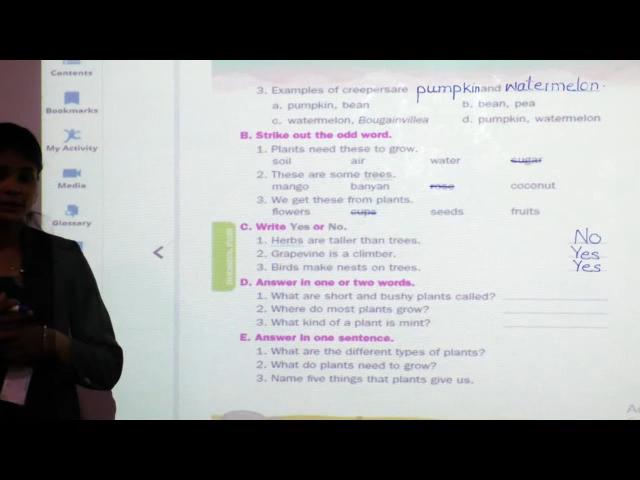 Contents
Bookmarks
My Activity
Media
Glossary
3. Examples of creepersare pumpkin and watermelon.
a. pumpkin, bean b. bean, pea
c. watermelon, Bougainvillea d. pumpkin, watermelon
B. Strike out the odd word.
1. Plants need these to grow.
soil air water sugar
2. These are some trees.
mango banyan rose coconut
3. We get these from plants.
flowers cups seeds fruits
C. Write Yes or No.
1. Herbs are taller than trees. No
2. Grapevine is a climber. Yes
3. Birds make nests on trees. Yes
D. Answer in one or two words.
1. What are short and bushy plants called?
2. Where do most plants grow?
3. What kind of a plant is mint?
E. Answer in one sentence.
1. What are the different types of plants?
2. What do plants need to grow?
3. Name five things that plants give us.